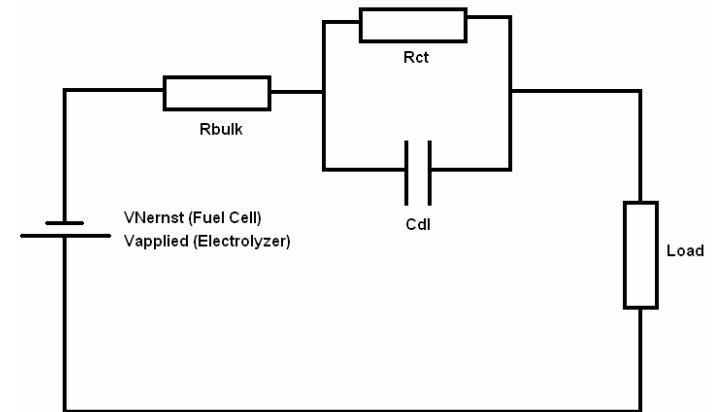 Rct
Rbulk
VNernst (Fuel Cell)
Vapplied (Electrolyzer)
Cdl
Load